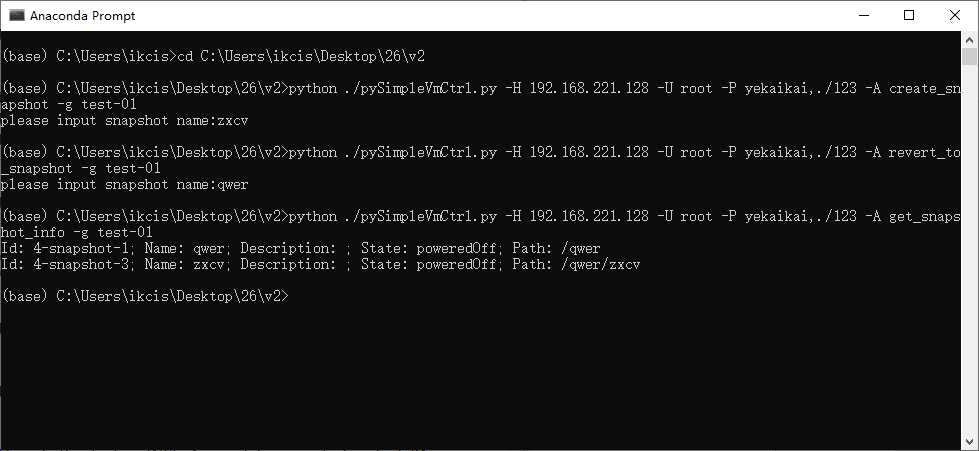 Anaconda Prompt
(base) C:\Users\ikcis>cd C:\Users\ikcis\Desktop\26\v2
(base) C:\Users\ikcis\Desktop\26\v2>python ./pySimpleVmCtrl.py -H 192.168.221.128 -U root -P yekaikai,./123 -A create_sn
apshot -g test-01
please input snapshot name:zxcv
(base) C:\Users\ikcis\Desktop\26\v2>python ./pySimpleVmCtrl.py -H 192.168.221.128 -U root -P yekaikai,./123 -A revert_to
_snapshot -g test-01
please input snapshot name:qwer
(base) C:\Users\ikcis\Desktop\26\v2>python ./pySimpleVmCtrl.py -H 192.168.221.128 -U root -P yekaikai,./123 -A get_snaps
hot_info -g test-01
Id: 4-snapshot-1; Name: qwer; Description: ; State: poweredOff; Path: /qwer
Id: 4-snapshot-3; Name: zxcv; Description: ; State: poweredOff; Path: /qwer/zxcv
(base) C:\Users\ikcis\Desktop\26\v2>